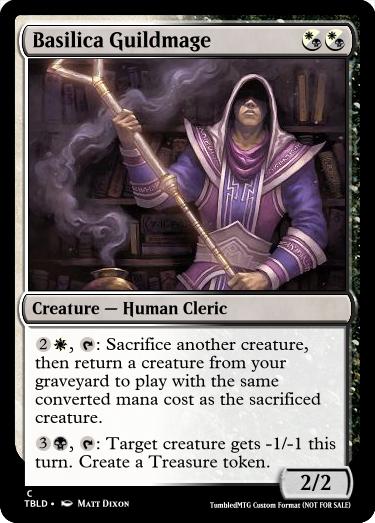 Basilica Guildmage
Creature — Human Cleric
2, : Sacrifice another creature,
then return a creature from your
graveyard to play with the same
converted mana cost as the sacrificed
creature.
3, : Target creature gets -1/-1 this
turn. Create a Treasure token.
2/2
C
TBLD • Matt Dixon
TumbledMTG Custom Format (NOT FOR SALE)